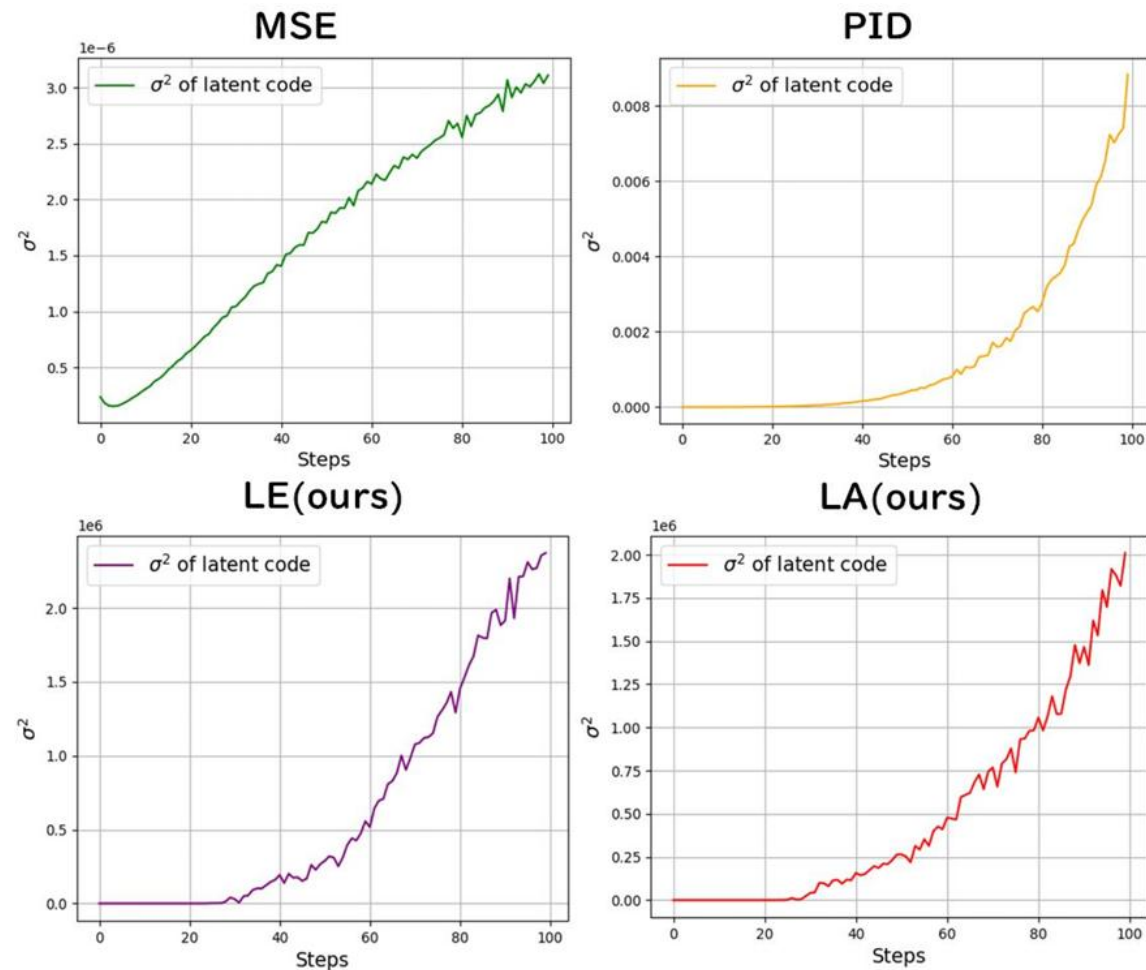 MSE
1e−6
σ² of latent code
3.0
2.5
2.0
1.5
1.0
0.5
σ²
0 20 40 60 80 100
Steps
PID
σ² of latent code
0.008
0.006
0.004
0.002
0.000
σ²
0 20 40 60 80 100
Steps
LE(ours)
1e6
σ² of latent code
2.0
1.5
1.0
0.5
0.0
σ²
0 20 40 60 80 100
Steps
LA(ours)
1e6
σ² of latent code
2.00
1.75
1.50
1.25
1.00
0.75
0.50
0.25
0.00
σ²
0 20 40 60 80 100
Steps